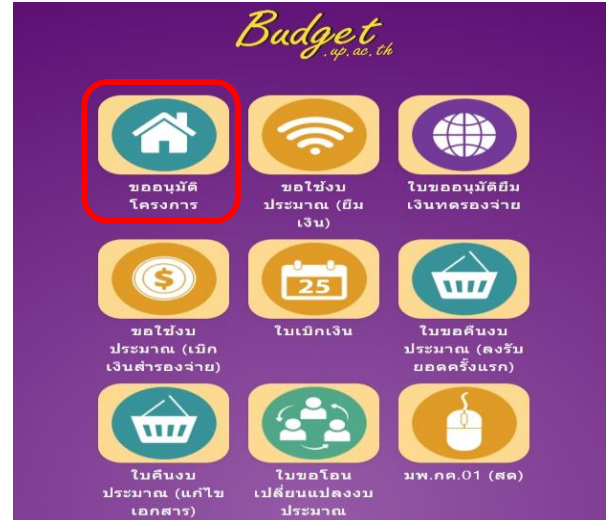 Budget
.up.ac.th
ขออนุมัติ
โครงการ
ขอใช้งบ
ประมาณ (ยืม
เงิน)
ใบขออนุมัติยืม
เงินทดรองจ่าย
ขอใช้งบ
ประมาณ (เบิก
เงินสำรองจ่าย)
25
ใบเบิกเงิน
ใบขอคืนงบ
ประมาณ (ลงรับ
ยอดครั้งแรก)
ใบคืนงบ
ประมาณ (แก้ไข
เอกสาร)
ใบขอโอน
เปลี่ยนแปลงงบ
ประมาณ
มพ.กค.01 (สด)